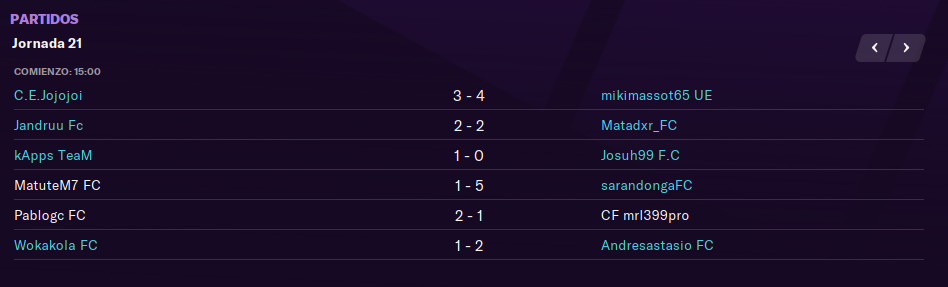 PARTIDOS
Jornada 21
COMIENZO: 15:00
C.E.Jojojoi 3 - 4 mikimassot65 UE
Jandruu Fc 2 - 2 Matadxr_FC
kApps TeaM 1 - 0 Josuh99 F.C
MatuteM7 FC 1 - 5 sarandongaFC
Pablogc FC 2 - 1 CF mrl399pro
Wokakola FC 1 - 2 Andresastasio FC